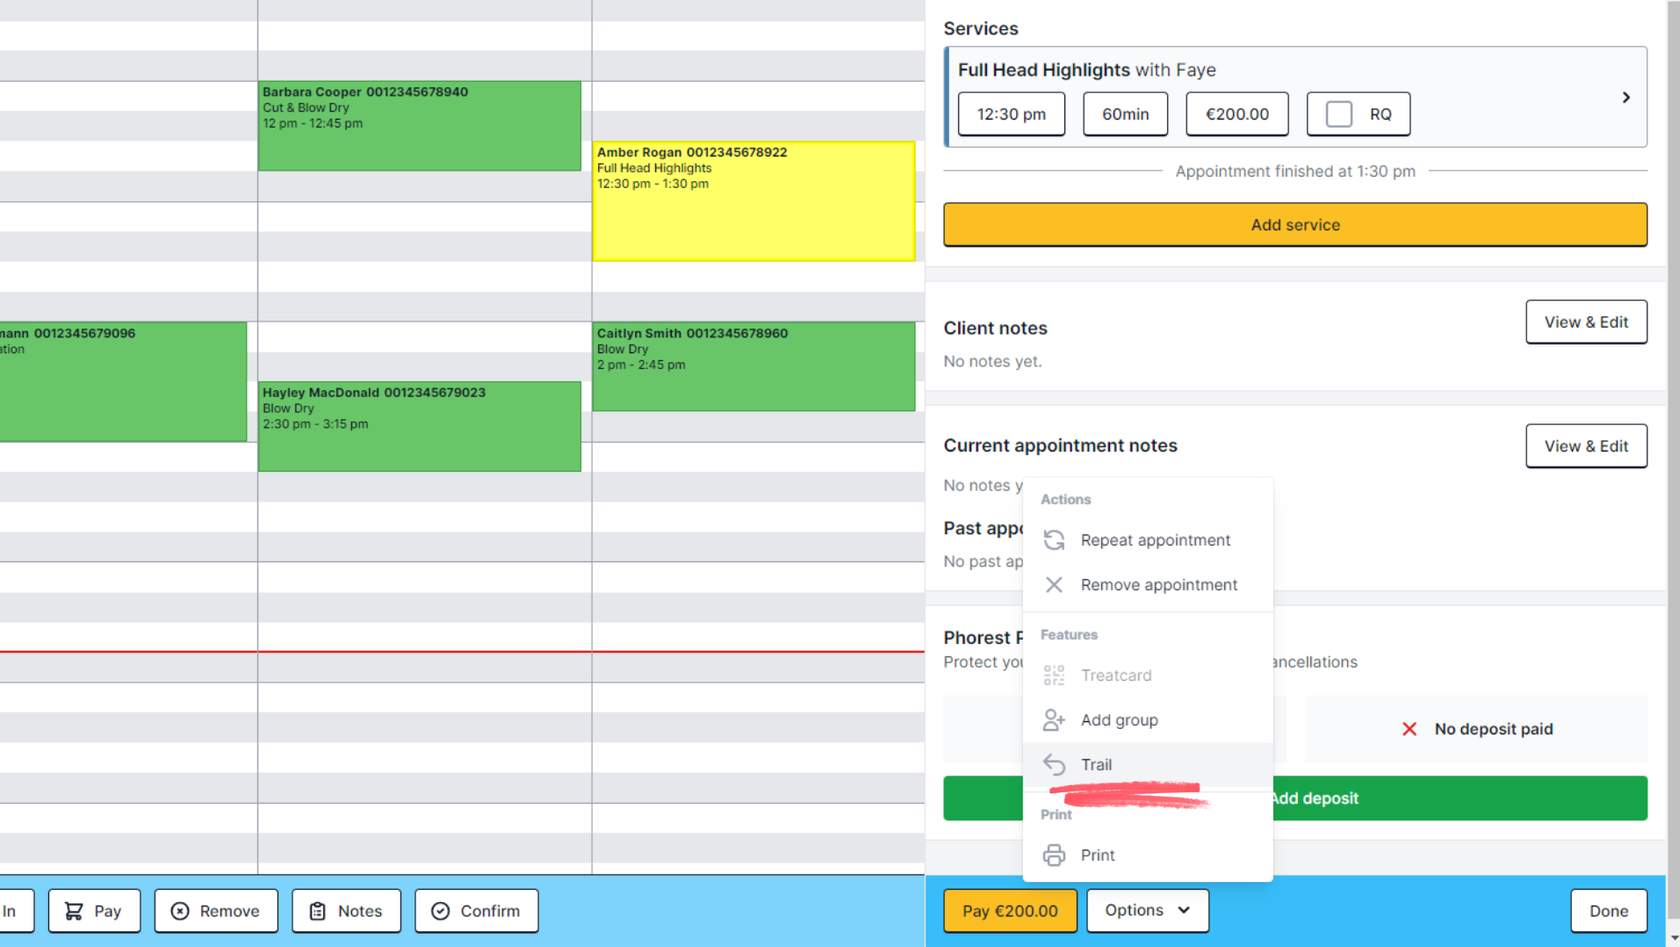 Barbara Cooper 0012345678940
Cut & Blow Dry
12 pm - 12:45 pm
Amber Rogan 0012345678922
Full Head Highlights
12:30 pm - 1:30 pm
mann 0012345679096
ation
Hayley MacDonald 0012345679023
Blow Dry
2:30 pm - 3:15 pm
Caitlyn Smith 0012345678960
Blow Dry
2 pm - 2:45 pm
In
Pay
Remove
Notes
Confirm
Services
Full Head Highlights with Faye
12:30 pm
60min
€200.00
RQ
Appointment finished at 1:30 pm
Add service
Client notes
View & Edit
No notes yet.
Current appointment notes
View & Edit
No notes y
Past appo
No past ap
Phorest P
Protect you
ancellations
No deposit paid
Add deposit
Actions
Repeat appointment
Remove appointment
Features
Treatcard
Add group
Trail
Print
Print
Pay €200.00
Options
Done